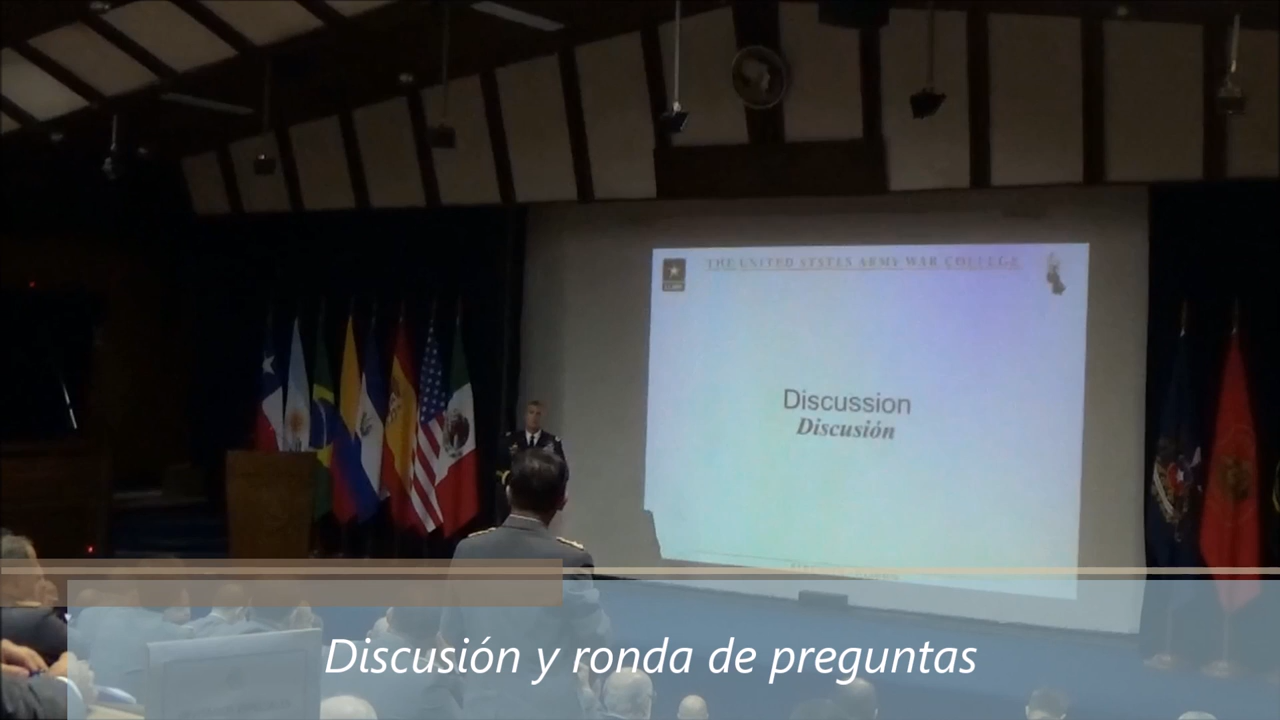 THE UNITED STATES ARMY WAR COLLEGE
Discussion
Discusión
Discusión y ronda de preguntas